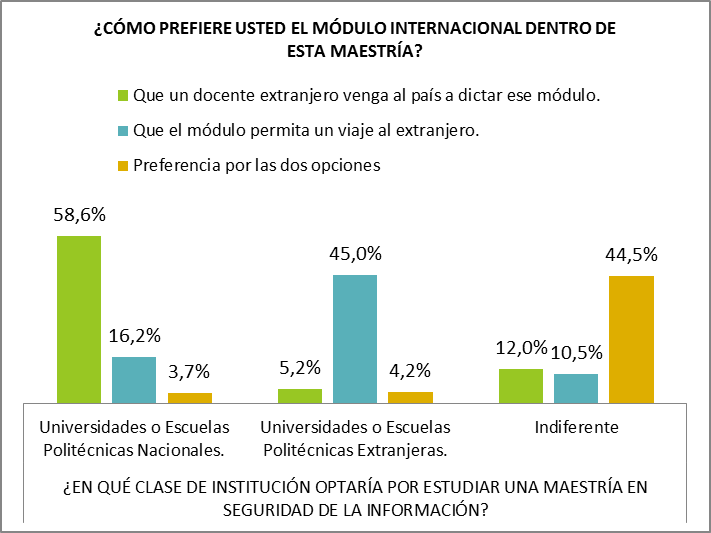 ¿CÓMO PREFIERE USTED EL MÓDULO INTERNACIONAL DENTRO DE
ESTA MAESTRÍA?
Que un docente extranjero venga al país a dictar ese módulo.
Que el módulo permita un viaje al extranjero.
Preferencia por las dos opciones
58,6%
16,2%
3,7%
5,2%
45,0%
4,2%
12,0%
10,5%
44,5%
Universidades o Escuelas
Politécnicas Nacionales.
Universidades o Escuelas
Politécnicas Extranjeras.
Indiferente
¿EN QUÉ CLASE DE INSTITUCIÓN OPTARÍA POR ESTUDIAR UNA MAESTRÍA EN
SEGURIDAD DE LA INFORMACIÓN?